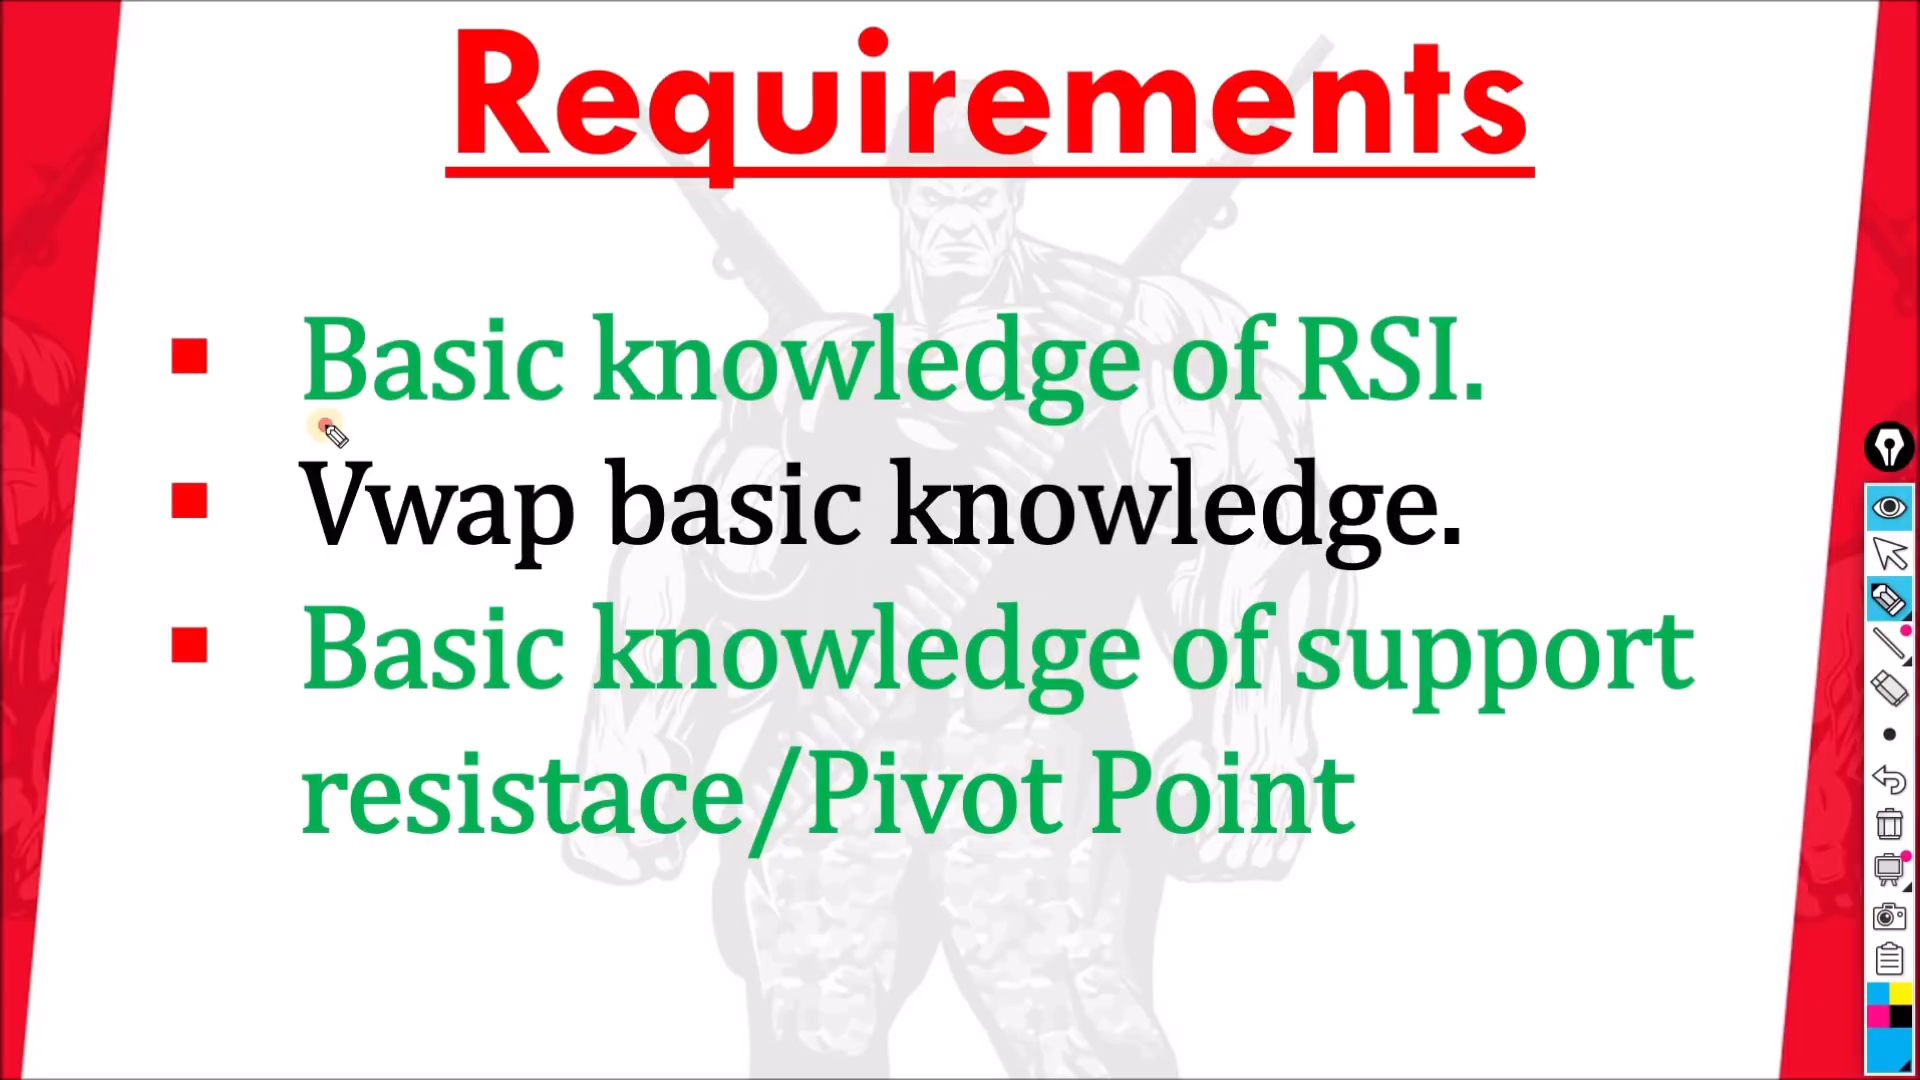 Requirements
Basic knowledge of RSI.
Vwap basic knowledge.
Basic knowledge of support
resistace/Pivot Point